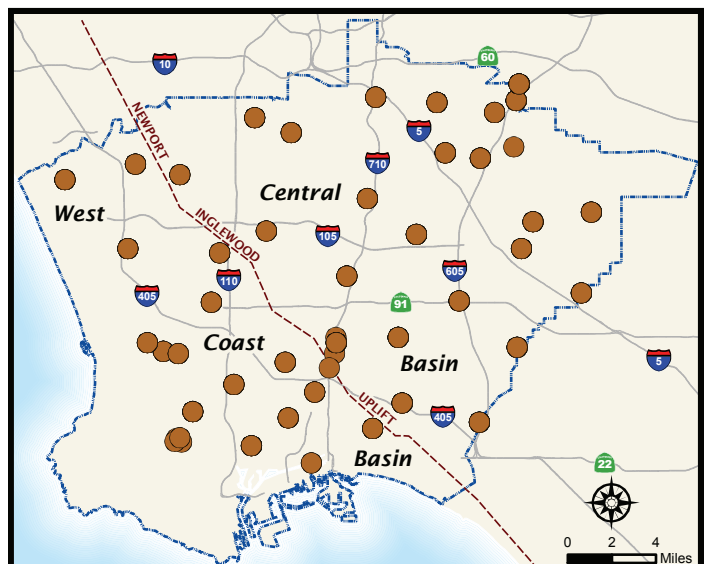 60
10
5
NEWPORT
710
Central
West
INGLEWOOD
105
605
110
405
91
Coast
Basin
5
UPLIFT
405
Basin
22
0 2 4
Miles